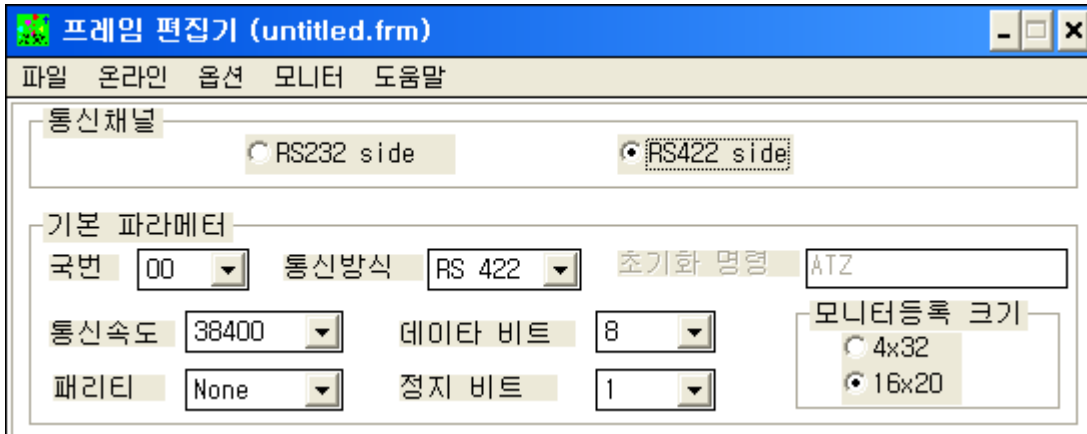 프레임 편집기 (untitled.frm)
파일 온라인 옵션 모니터 도움말
통신채널
RS232 side RS422 side
기본 파라메터
국번 00 통신방식 RS 422 초기화 명령 ATZ
통신속도 38400 데이타 비트 8 모니터등록 크기
4x32
패리티 None 정지 비트 1 16x20